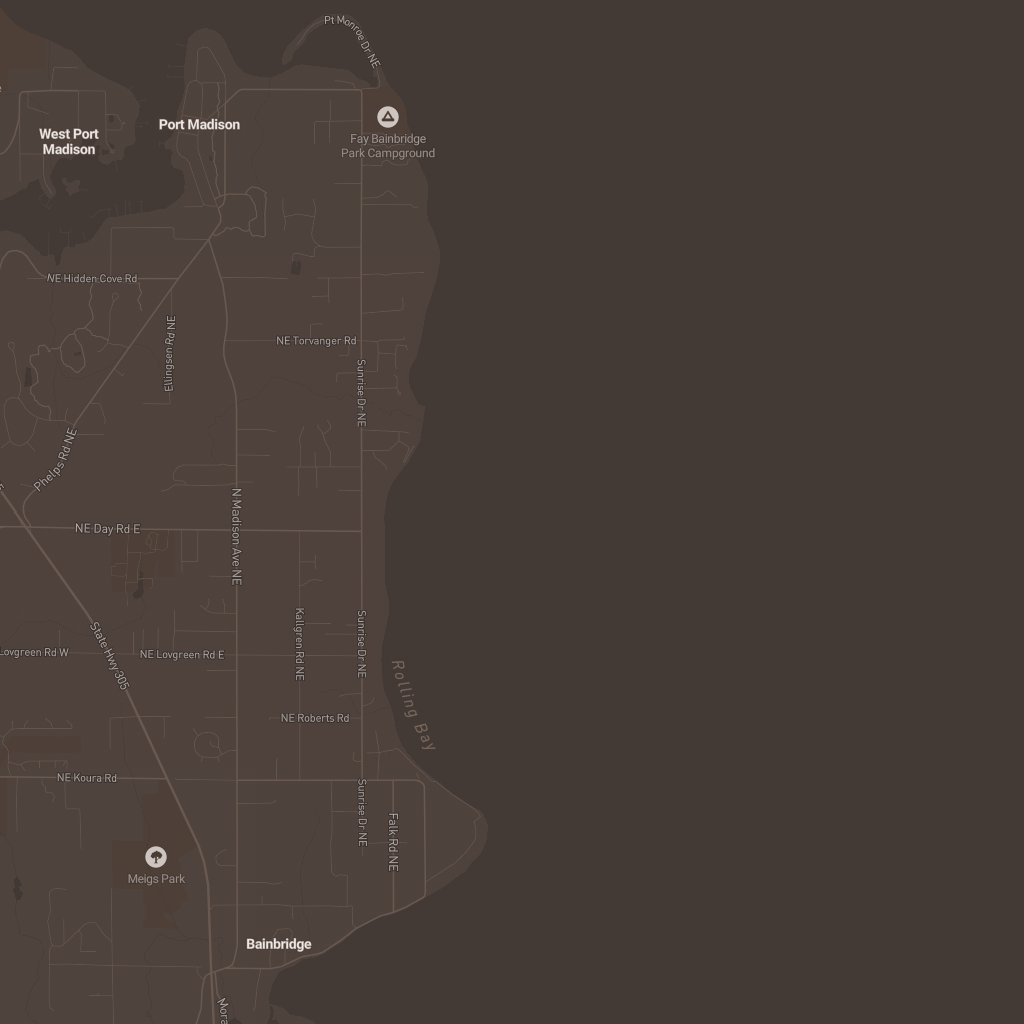 Pt Monroe Dr NE
Port Madison
West Port
Madison
Fay Bainbridge
Park Campground
NE Hidden Cove Rd
Ellingsen Rd NE
NE Torvanger Rd
Sunrise Dr NE
Phelps Rd NE
N Madison Ave NE
NE Day Rd E
State Hwy 305
Kallgren Rd NE
Sunrise Dr NE
Lovgreen Rd W
NE Lovgreen Rd E
Rolling Bay
NE Roberts Rd
NE Koura Rd
Sunrise Dr NE
Falk Rd NE
Meigs Park
Bainbridge